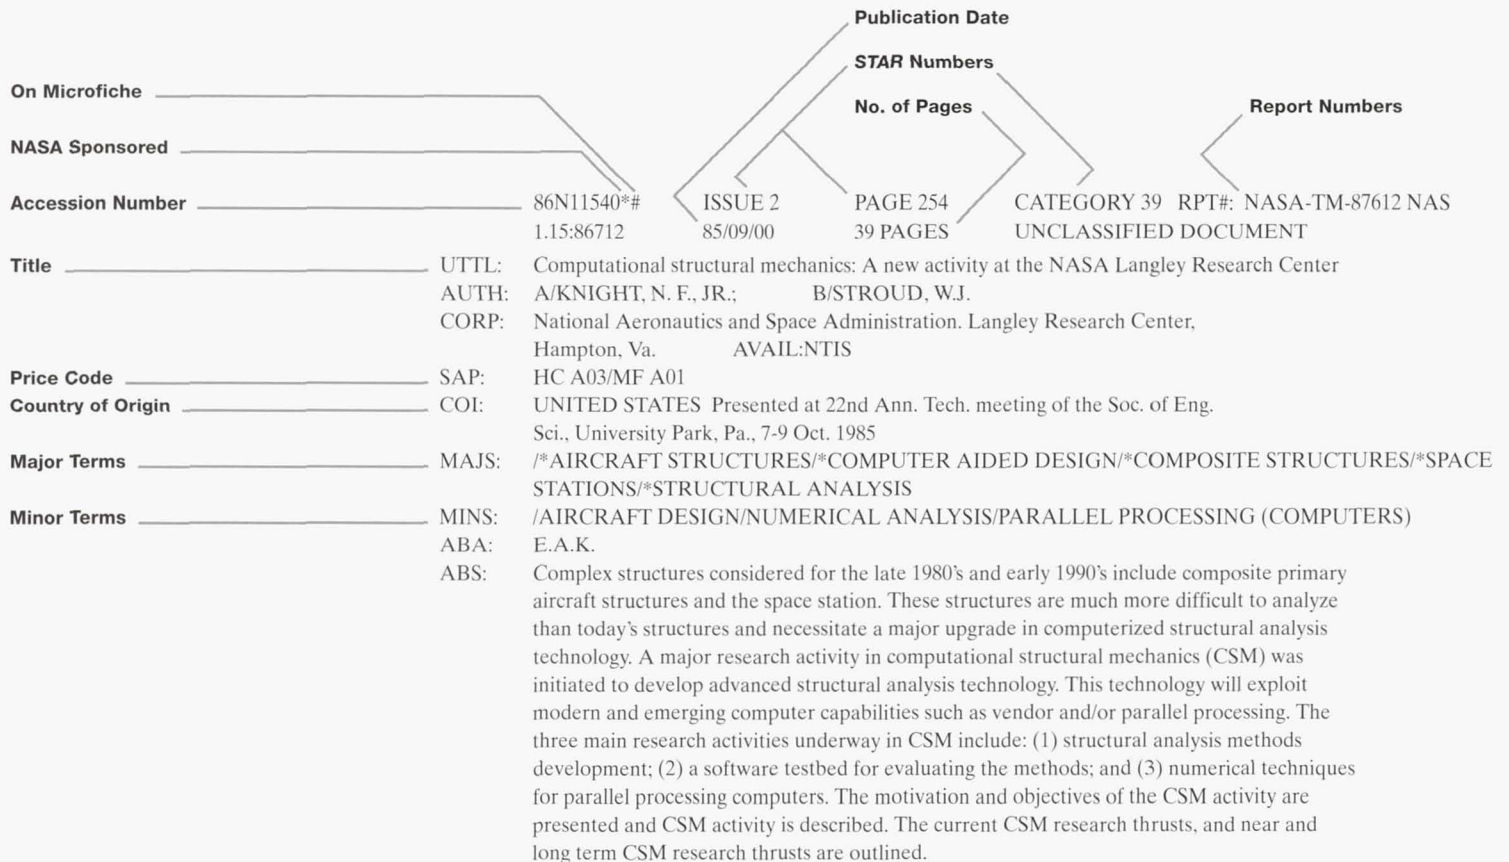 Publication Date
STAR Numbers
On Microfiche
No. of Pages
Report Numbers
NASA Sponsored
Accession Number 86N11540*# ISSUE 2 PAGE 254 CATEGORY 39 RPT#: NASA-TM-87612 NAS
1.15:86712 85/09/00 39 PAGES UNCLASSIFIED DOCUMENT
Title UTTL: Computational structural mechanics: A new activity at the NASA Langley Research Center
AUTH: A/KNIGHT, N. F., JR.; B/STROUD, W.J.
CORP: National Aeronautics and Space Administration. Langley Research Center,
Hampton, Va. AVAIL:NTIS
Price Code SAP: HC A03/MF A01
Country of Origin COI: UNITED STATES Presented at 22nd Ann. Tech. meeting of the Soc. of Eng.
Sci., University Park, Pa., 7-9 Oct. 1985
Major Terms MAJS: /*AIRCRAFT STRUCTURES/*COMPUTER AIDED DESIGN/*COMPOSITE STRUCTURES/*SPACE
STATIONS/*STRUCTURAL ANALYSIS
Minor Terms MINS: /AIRCRAFT DESIGN/NUMERICAL ANALYSIS/PARALLEL PROCESSING (COMPUTERS)
ABA: E.A.K.
ABS: Complex structures considered for the late 1980's and early 1990's include composite primary
aircraft structures and the space station. These structures are much more difficult to analyze
than today's structures and necessitate a major upgrade in computerized structural analysis
technology. A major research activity in computational structural mechanics (CSM) was
initiated to develop advanced structural analysis technology. This technology will exploit
modern and emerging computer capabilities such as vendor and/or parallel processing. The
three main research activities underway in CSM include: (1) structural analysis methods
development; (2) a software testbed for evaluating the methods; and (3) numerical techniques
for parallel processing computers. The motivation and objectives of the CSM activity are
presented and CSM activity is described. The current CSM research thrusts, and near and
long term CSM research thrusts are outlined.